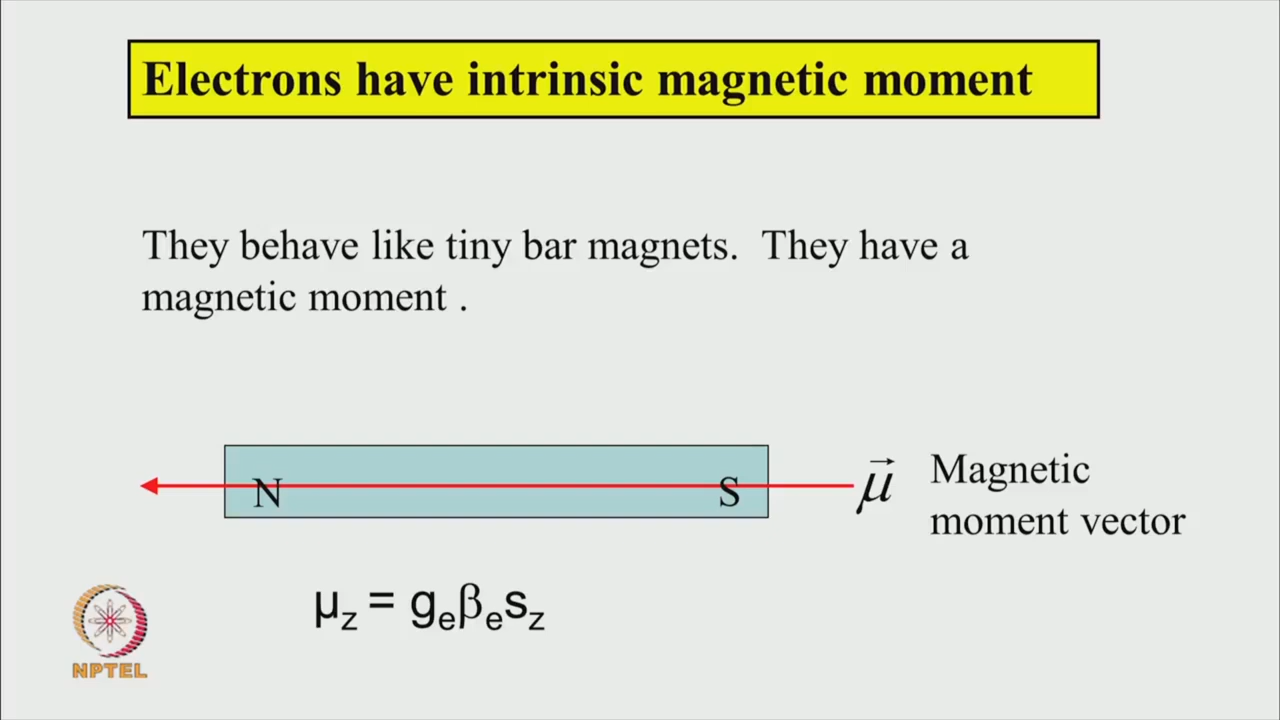 Electrons have intrinsic magnetic moment
They behave like tiny bar magnets. They have a
magnetic moment .
N S μ⃗ Magnetic
moment vector
μz = geβesz
NPTEL